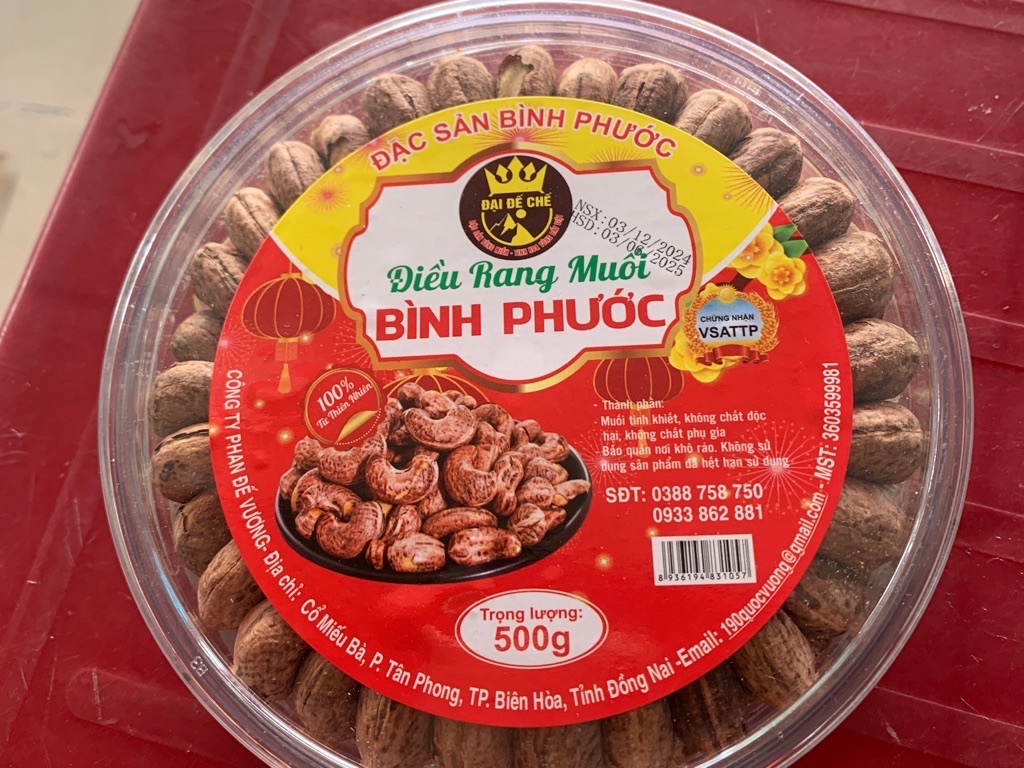 ĐẶC SẢN BÌNH PHƯỚC
ĐẠI ĐẾ CHẾ
NSX:03/12/2024
HSD:03/06/2025
Điều Rang Muối
BÌNH PHƯỚC
CHỨNG NHẬN
VSATTP
100%
Từ Thiên Nhiên
- Thành phần:
Muối tinh khiết, không chất độc
hại, không chất phụ gia
Bảo quản nơi khô ráo. Không sử
dụng sản phẩm đã hết hạn sử dụng
SĐT: 0388 758 750
0933 862 881
8936194831057
Trọng lượng:
500g
CÔNG TY PHAN ĐẾ VƯƠNG- Địa chỉ: Cổ Miếu Bà, P. Tân Phong, TP. Biên Hòa, Tỉnh Đồng Nai -Email: 190quocvuong@gmail.com - MST: 3603599981